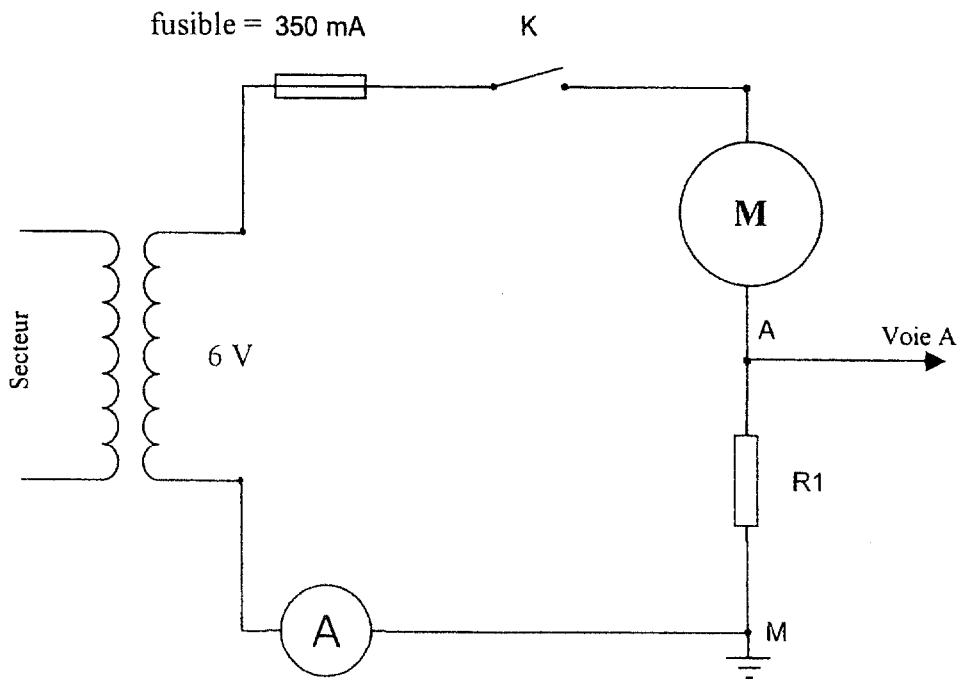 fusible = 350 mA
K
M
A
Voie A
Secteur
6 V
R1
A
M